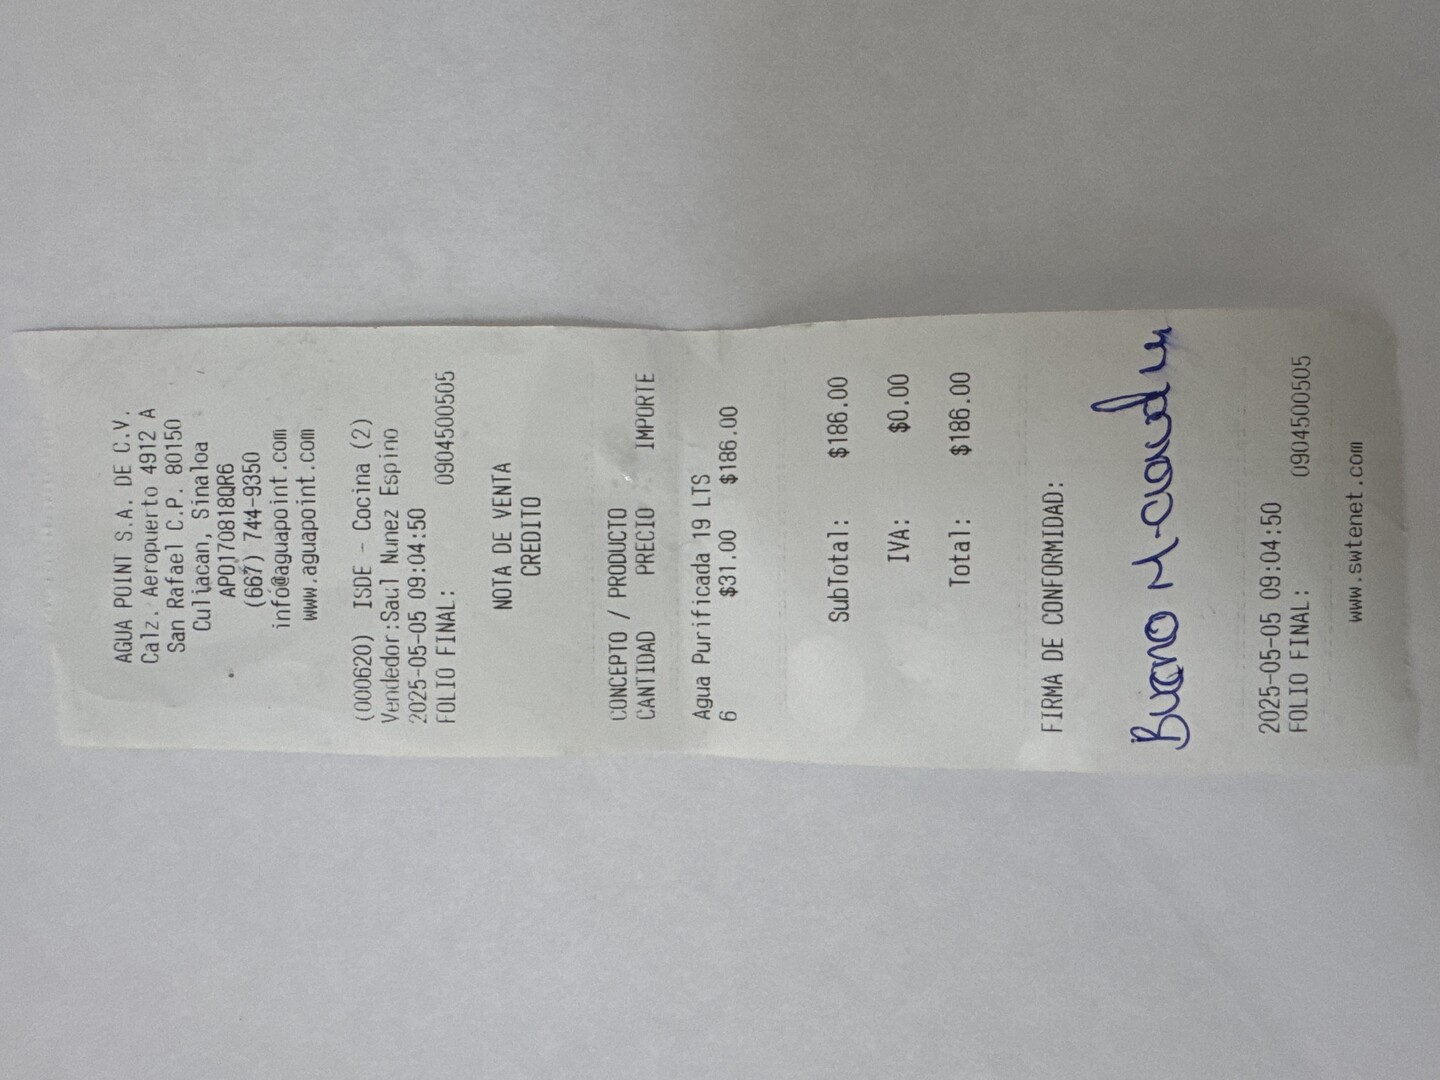 AGUA POINT S.A. DE C.V.
Calz. Aeropuerto 4912 A
San Rafael C.P. 80150
Culiacan, Sinaloa
APO170818QR6
(667) 744-9350
info@aguapoint.com
www.aguapoint.com
(000620) ISDE - Cocina (2)
Vendedor:Saúl Nunez Espino
2025-05-05 09:04:50
FOLIO FINAL: 0904500505
NOTA DE VENTA
CREDITO
CONCEPTO / PRODUCTO
CANTIDAD PRECIO IMPORTE
Agua Purificada 19 LTS
6 $31.00 $186.00
SubTotal: $186.00
IVA: $0.00
Total: $186.00
FIRMA DE CONFORMIDAD:
2025-05-05 09:04:50
FOLIO FINAL: 0904500505
www.swtenet.com